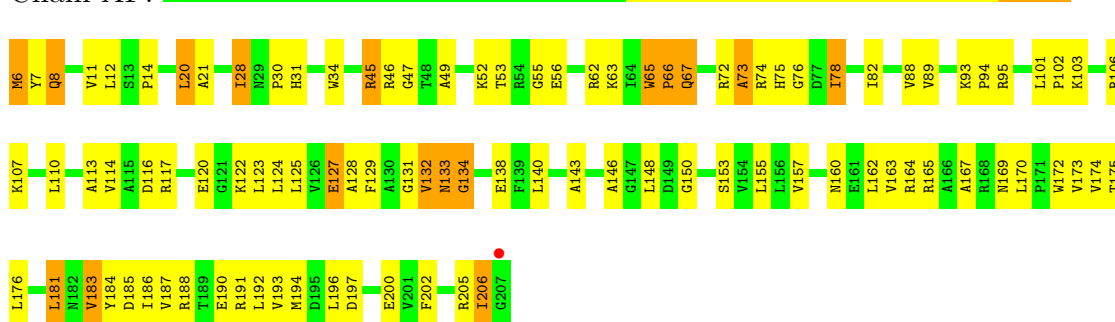 M6 Y7 Q8 V11 L12 S13 P14 L20 A21 I28 N29 P30 H31 W34 R45 R46 G47 T48 A49 K52 T53 R54 G55 E56 R62 K63 I64 W65 P66 Q67 R72 A73 R74 H75 G76 D77 I78 I82 V88 V89 K93 P94 R95 L101 P102 K103
K107 L110 A113 V114 A115 D116 R117 E120 G121 K122 L123 L124 L125 V126 E127 A128 F129 A130 G131 V132 N133 G134 E138 F139 L140 A143 A146 G147 L148 D149 G150 S153 V154 L155 L156 V157 N160 E161 L162 V163 R164 R165 A166 A167 R168 N169 L170 P171 W172 V173 V174 T175
L176 L181 N182 V183 Y184 D185 I186 V187 R188 T189 E190 R191 L192 V193 M194 D195 L196 D197 E200 V201 F202 R205 I206 G207